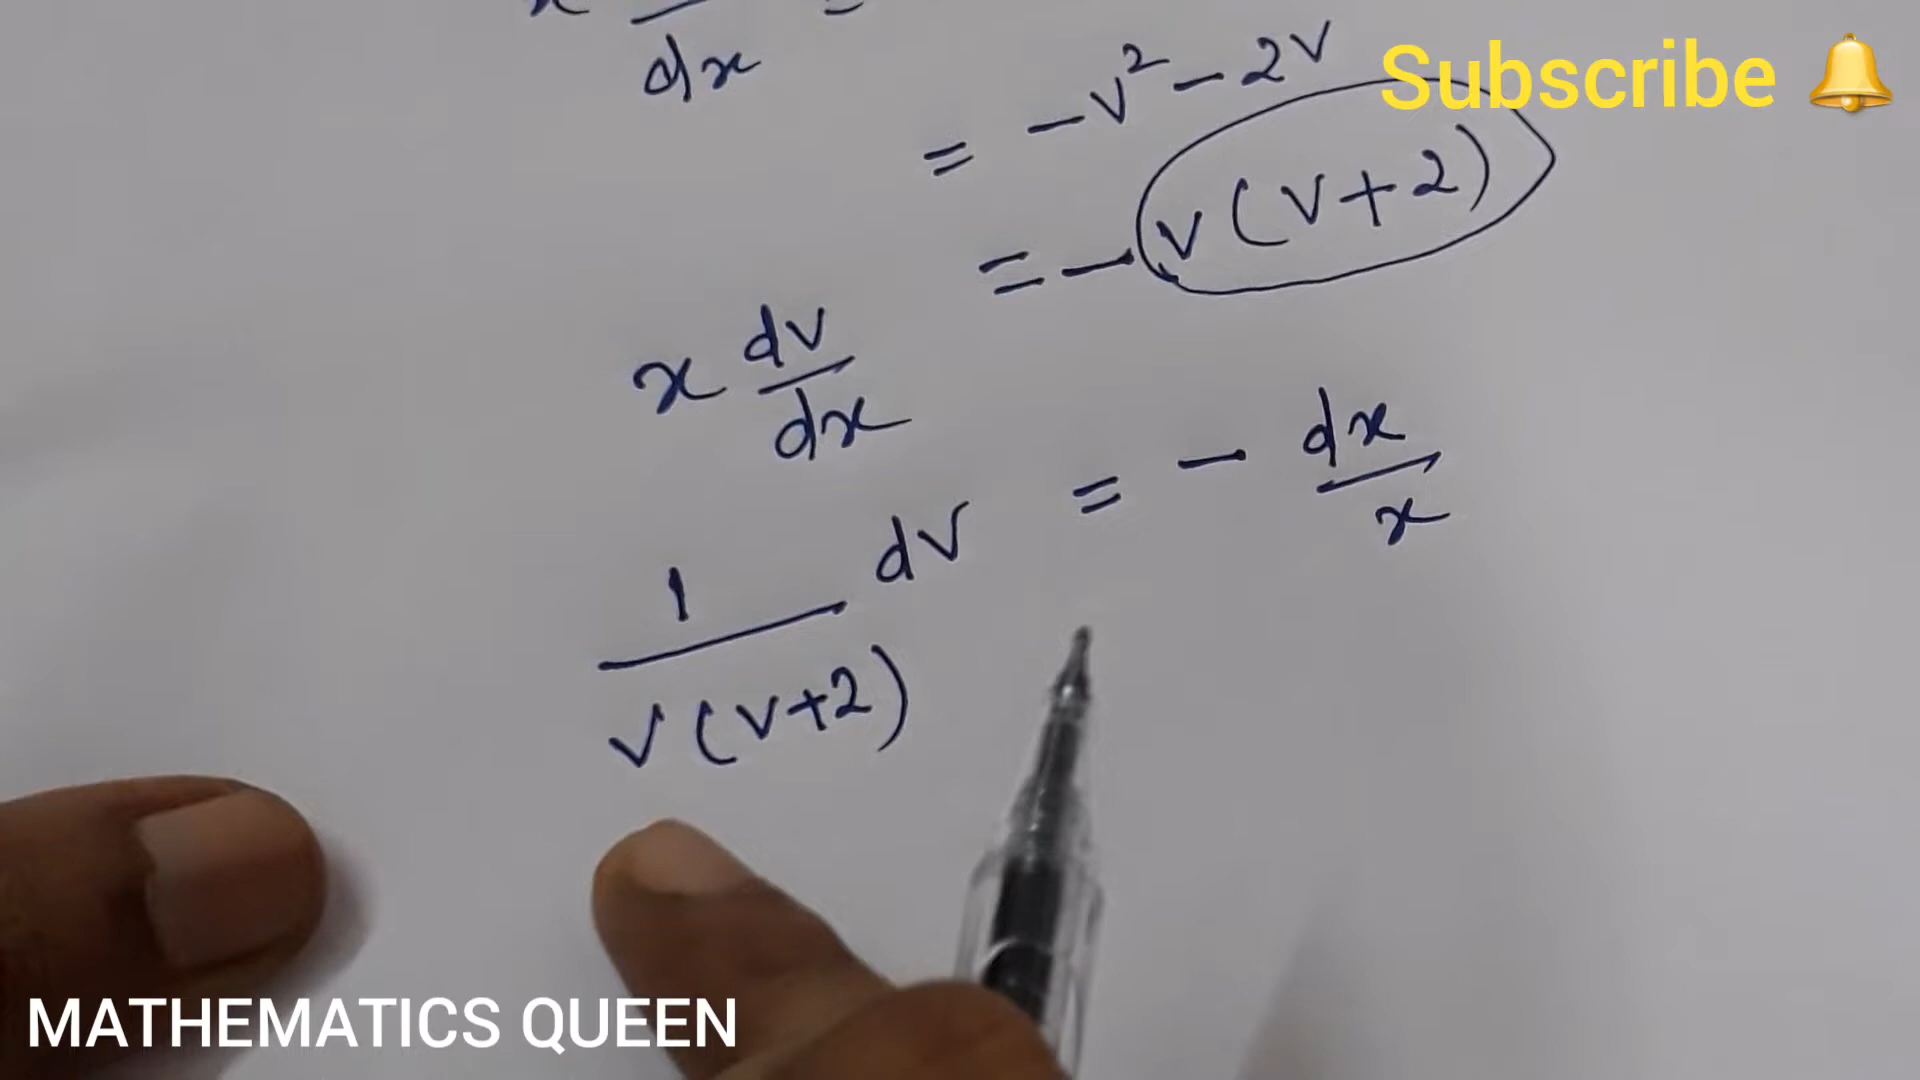 x dx =
= -v² - 2v
Subscribe 🔔
= - v(v+2)
x dv/dx
1/v(v+2) dv = - dx/x
MATHEMATICS QUEEN